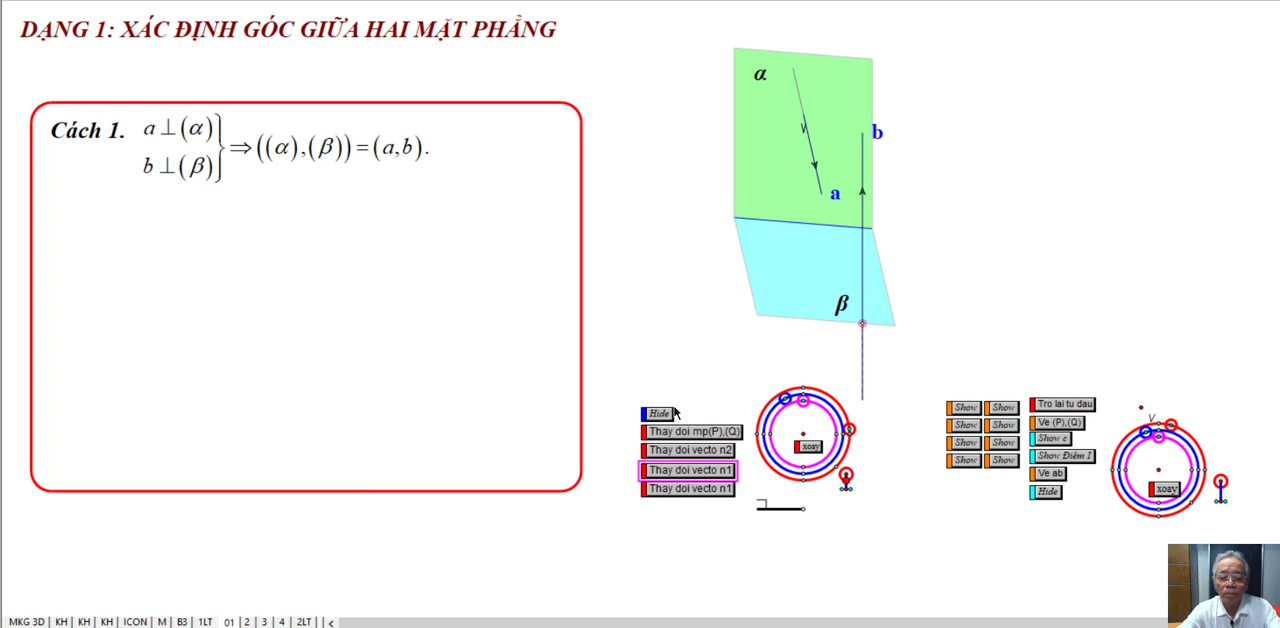 DẠNG 1: XÁC ĐỊNH GÓC GIỮA HAI MẶT PHẲNG
Cách 1. a ⊥ (α)
b ⊥ (β)
} ⇒ ((α),(β)) = (a,b).
α
b
V
a
β
Hide
Thay doi mp(P),(Q)
Thay doi vecto n2
Thay doi vecto n1
Thay doi vecto n1
xoay
Show Show
Show Show
Show Show
Show Show
Tro lai tu dau
Ve (P),(Q)
Show c
Show Điểm I
Ve ab
Hide
V
xoay
MKG 3D | KH | KH | KH | ICON | M | B3 | 1LT | 01 | 2 | 3 | 4 | 2LT |